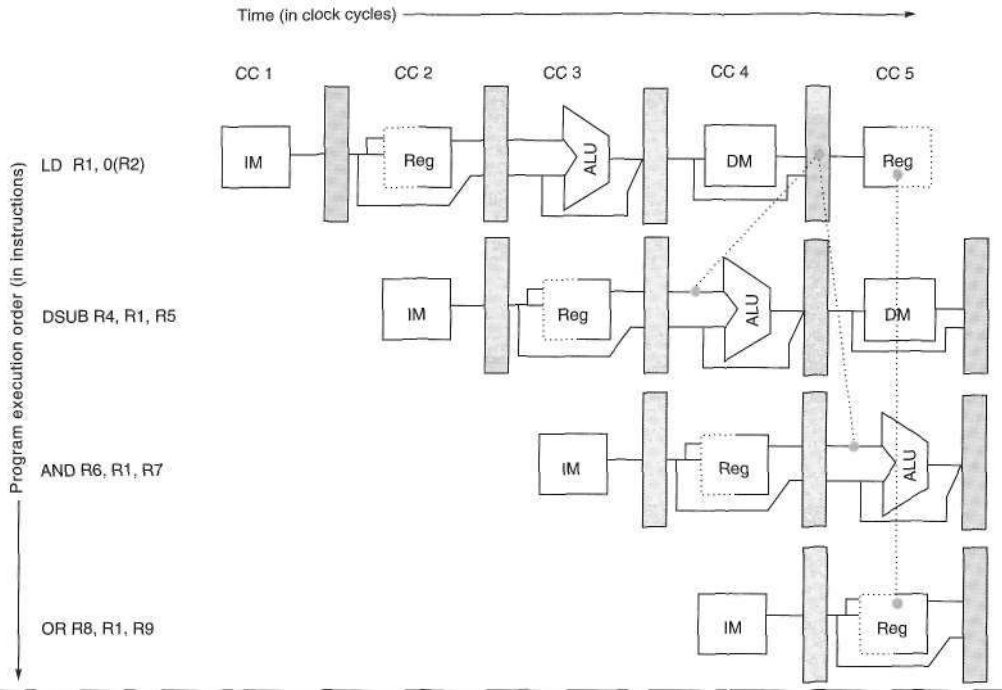 Time (in clock cycles)
CC 1 CC 2 CC 3 CC 4 CC 5
Program execution order (in instructions)
LD R1, 0(R2)
IM Reg ALU DM Reg
DSUB R4, R1, R5
IM Reg ALU DM
AND R6, R1, R7
IM Reg ALU
OR R8, R1, R9
IM Reg